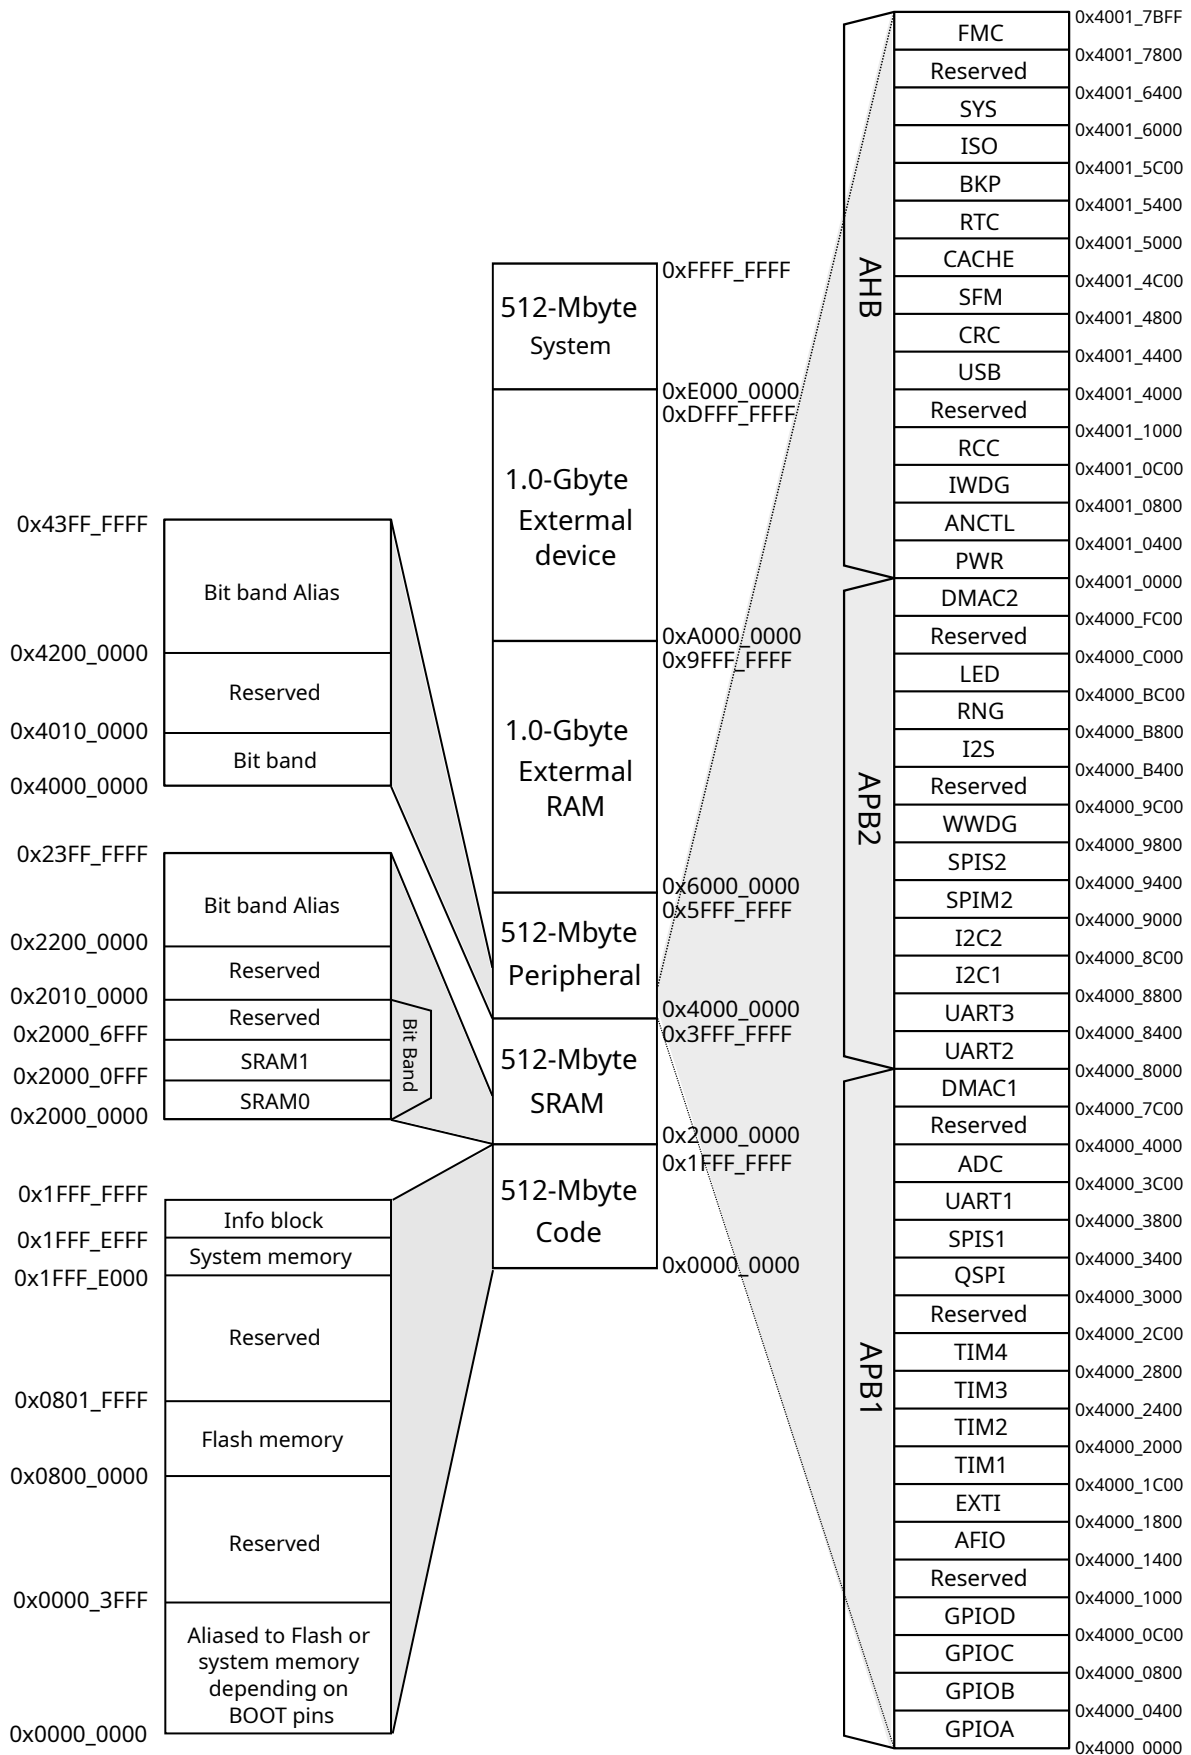 0x43FF_FFFF
Bit band Alias
0x4200_0000
Reserved
0x4010_0000
Bit band
0x4000_0000
0x23FF_FFFF
Bit band Alias
0x2200_0000
Reserved
0x2010_0000
Reserved
0x2000_6FFF
SRAM1
0x2000_0FFF
SRAM0
0x2000_0000
Bit Band
0x1FFF_FFFF
Info block
0x1FFF_EFFF
System memory
0x1FFF_E000
Reserved
0x0801_FFFF
Flash memory
0x0800_0000
Reserved
0x0000_3FFF
Aliased to Flash or
system memory
depending on
BOOT pins
0x0000_0000
0xFFFF_FFFF
512-Mbyte
System
0xE000_0000
0xDFFF_FFFF
1.0-Gbyte
Extermal
device
0xA000_0000
0x9FFF_FFFF
1.0-Gbyte
Extermal
RAM
0x6000_0000
0x5FFF_FFFF
512-Mbyte
Peripheral
0x4000_0000
0x3FFF_FFFF
512-Mbyte
SRAM
0x2000_0000
0x1FFF_FFFF
512-Mbyte
Code
0x0000_0000
AHB
APB2
APB1
0x4001_7BFF
FMC
0x4001_7800
Reserved
0x4001_6400
SYS
0x4001_6000
ISO
0x4001_5C00
BKP
0x4001_5400
RTC
0x4001_5000
CACHE
0x4001_4C00
SFM
0x4001_4800
CRC
0x4001_4400
USB
0x4001_4000
Reserved
0x4001_1000
RCC
0x4001_0C00
IWDG
0x4001_0800
ANCTL
0x4001_0400
PWR
0x4001_0000
DMAC2
0x4000_FC00
Reserved
0x4000_C000
LED
0x4000_BC00
RNG
0x4000_B800
I2S
0x4000_B400
Reserved
0x4000_9C00
WWDG
0x4000_9800
SPIS2
0x4000_9400
SPIM2
0x4000_9000
I2C2
0x4000_8C00
I2C1
0x4000_8800
UART3
0x4000_8400
UART2
0x4000_8000
DMAC1
0x4000_7C00
Reserved
0x4000_4000
ADC
0x4000_3C00
UART1
0x4000_3800
SPIS1
0x4000_3400
QSPI
0x4000_3000
Reserved
0x4000_2C00
TIM4
0x4000_2800
TIM3
0x4000_2400
TIM2
0x4000_2000
TIM1
0x4000_1C00
EXTI
0x4000_1800
AFIO
0x4000_1400
Reserved
0x4000_1000
GPIOD
0x4000_0C00
GPIOC
0x4000_0800
GPIOB
0x4000_0400
GPIOA
0x4000_0000